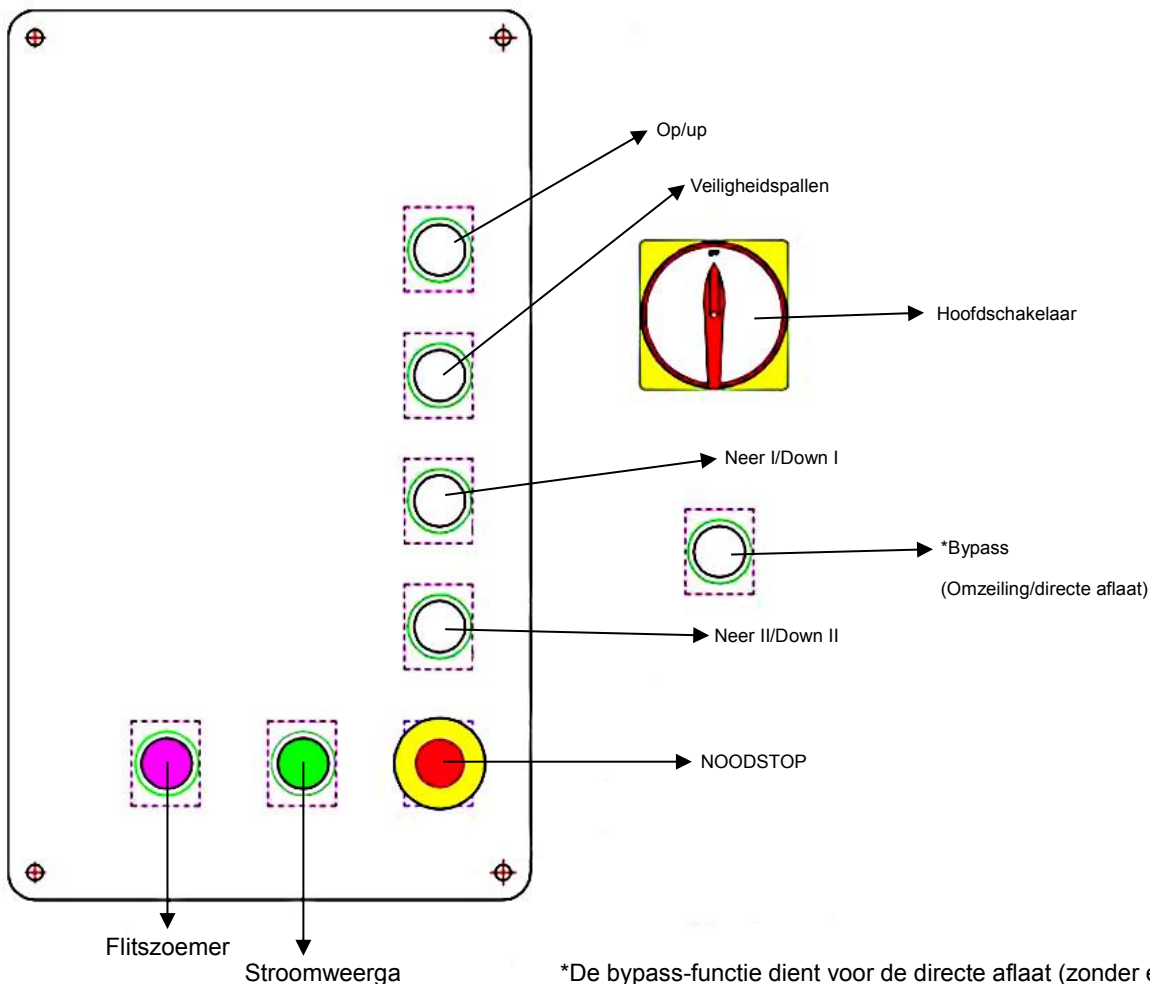 Op/up
Veiligheidspallen
Hoofdschakelaar
Neer I/Down I
*Bypass
(Omzeiling/directe aflaat)
Neer II/Down II
NOODSTOP
Flitszoemer
Stroomweerga
*De bypass-functie dient voor de directe aflaat (zonder